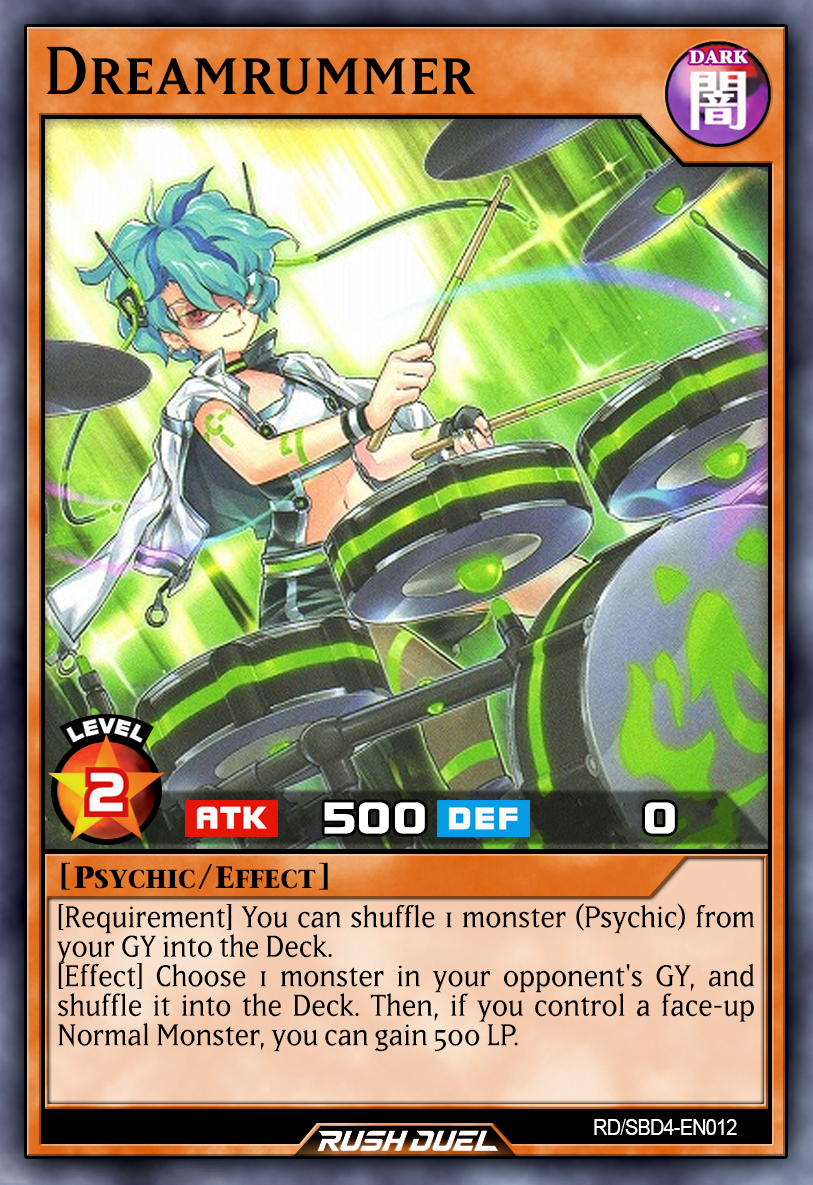 DREAMRUMMER
DARK
闇
LEVEL
2
ATK 500 DEF 0
[PSYCHIC/EFFECT]
[Requirement] You can shuffle 1 monster (Psychic) from
your GY into the Deck.
[Effect] Choose 1 monster in your opponent's GY, and
shuffle it into the Deck. Then, if you control a face-up
Normal Monster, you can gain 500 LP.
RUSH DUEL
RD/SBD4-EN012